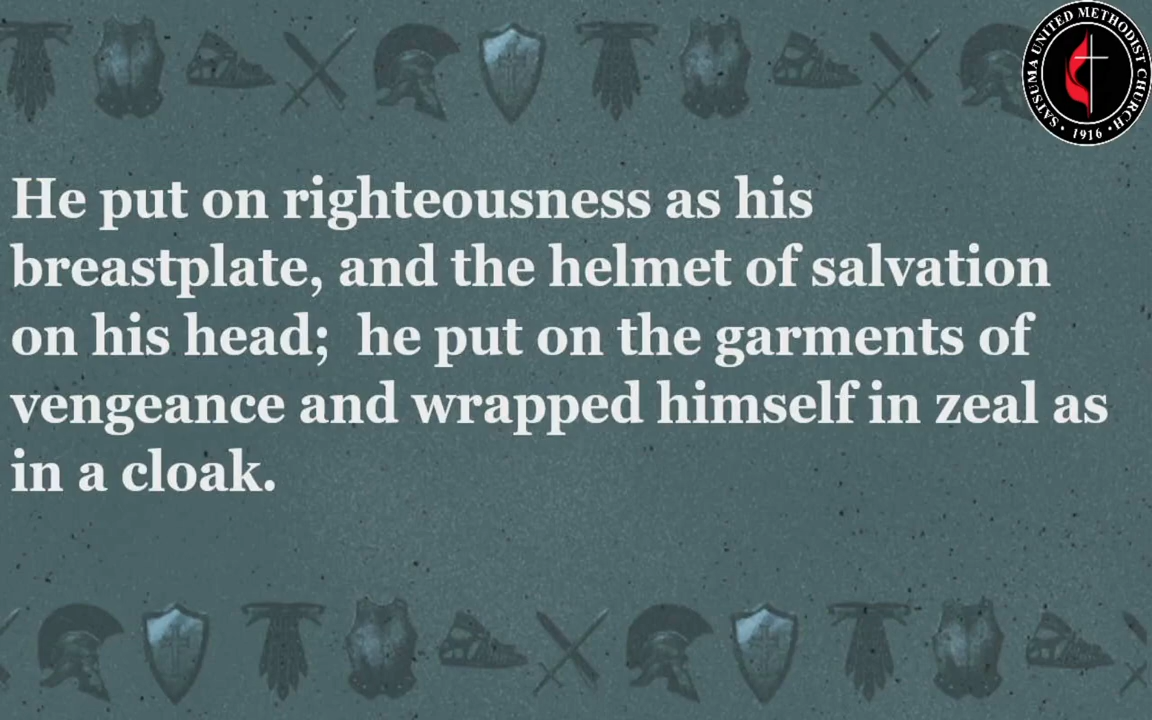 SATSUMA UNITED METHODIST CHURCH
• 1916 •
He put on righteousness as his
breastplate, and the helmet of salvation
on his head;  he put on the garments of
vengeance and wrapped himself in zeal as
in a cloak.